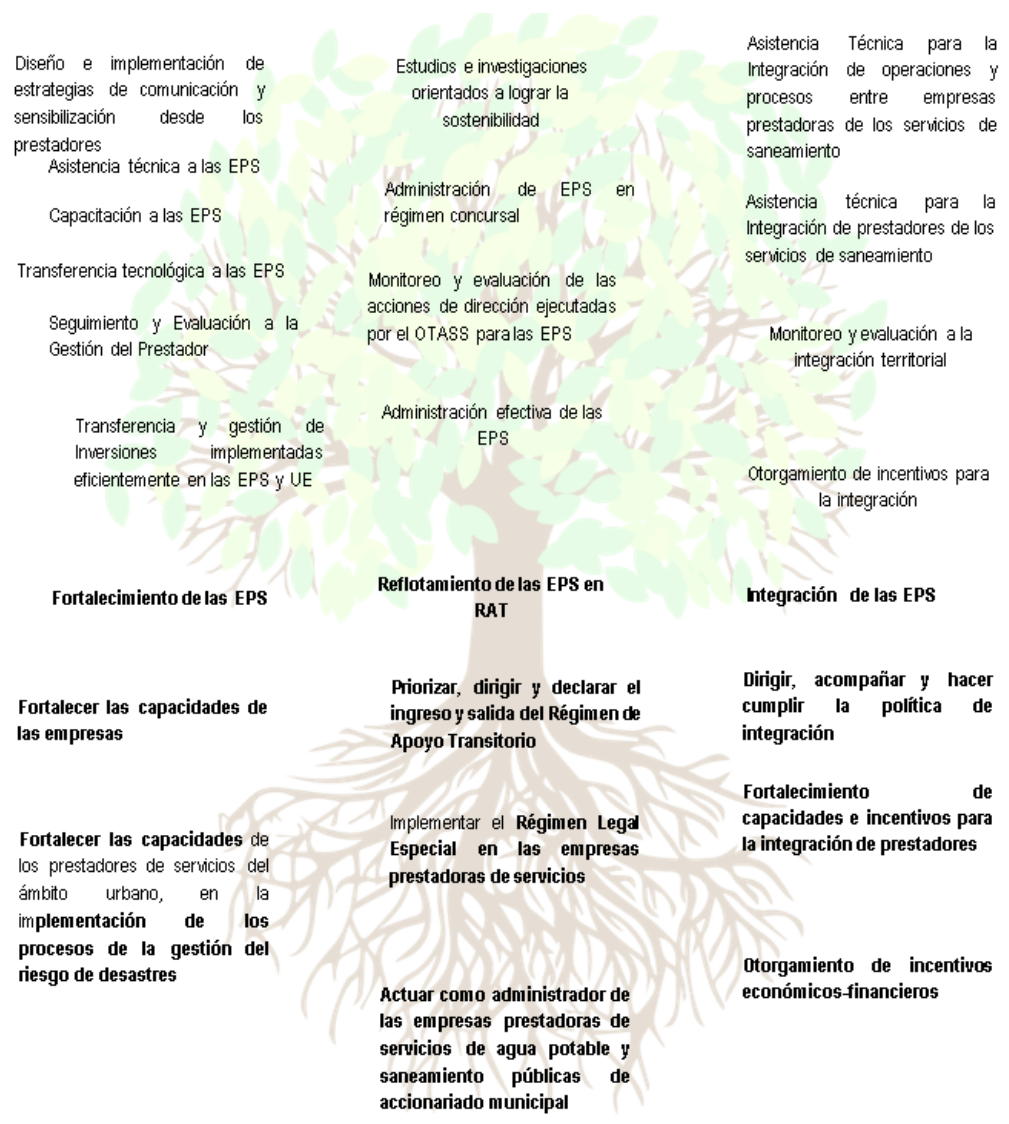 Diseño e implementación de
estrategias de comunicación y
sensibilización desde los
prestadores
Asistencia técnica a las EPS
Capacitación a las EPS
Transferencia tecnológica a las EPS
Seguimiento y Evaluación a la
Gestión del Prestador
Transferencia y gestión de
Inversiones implementadas
eficientemente en las EPS y UE
Estudios e investigaciones
orientados a lograr la
sostenibilidad
Administración de EPS en
régimen concursal
Monitoreo y evaluación de las
acciones de dirección ejecutadas
por el OTASS para las EPS
Administración efectiva de las
EPS
Asistencia Técnica para la
Integración de operaciones y
procesos entre empresas
prestadoras de los servicios de
saneamiento
Asistencia técnica para la
Integración de prestadores de los
servicios de saneamiento
Monitoreo y evaluación a la
integración territorial
Otorgamiento de incentivos para
la integración
Fortalecimiento de las EPS
Reflotamiento de las EPS en
RAT
Integración de las EPS
Fortalecer las capacidades de
las empresas
Fortalecer las capacidades de
los prestadores de servicios del
ámbito urbano, en la
implementación de los
procesos de la gestión del
riesgo de desastres
Priorizar, dirigir y declarar el
ingreso y salida del Régimen de
Apoyo Transitorio
Implementar el Régimen Legal
Especial en las empresas
prestadoras de servicios
Actuar como administrador de
las empresas prestadoras de
servicios de agua potable y
saneamiento públicas de
accionariado municipal
Dirigir, acompañar y hacer
cumplir la política de
integración
Fortalecimiento de
capacidades e incentivos para
la integración de prestadores
Otorgamiento de incentivos
económicos-financieros